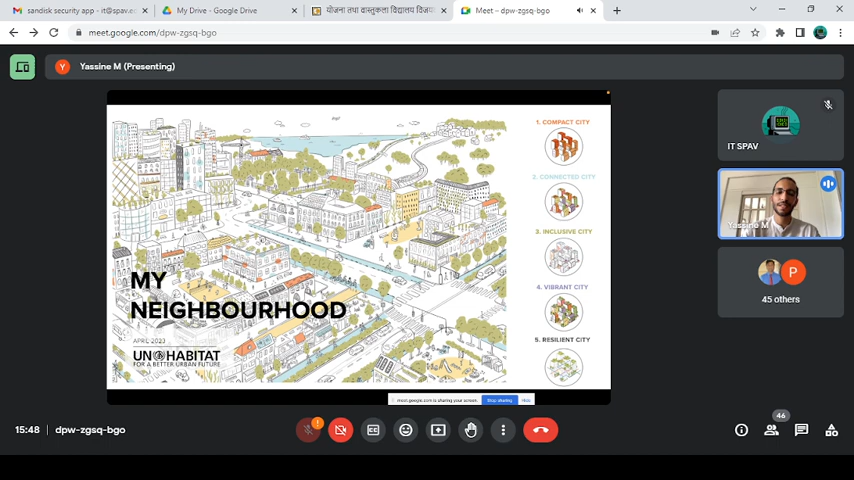 sandisk security app - it@spav.ec
My Drive - Google Drive
योजना तथा वास्तुकला विद्यालय विजय
Meet – dpw-zgsq-bgo
meet.google.com/dpw-zgsq-bgo
Y
Yassine M (Presenting)
MY
NEIGHBOURHOOD
APRIL 2023
UN HABITAT
FOR A BETTER URBAN FUTURE
1. COMPACT CITY
2. CONNECTED CITY
3. INCLUSIVE CITY
4. VIBRANT CITY
5. RESILIENT CITY
meet.google.com is sharing your screen.
Stop sharing
Hide
IT SPAV
Yassine M
P
45 others
15:48
dpw-zgsq-bgo
46